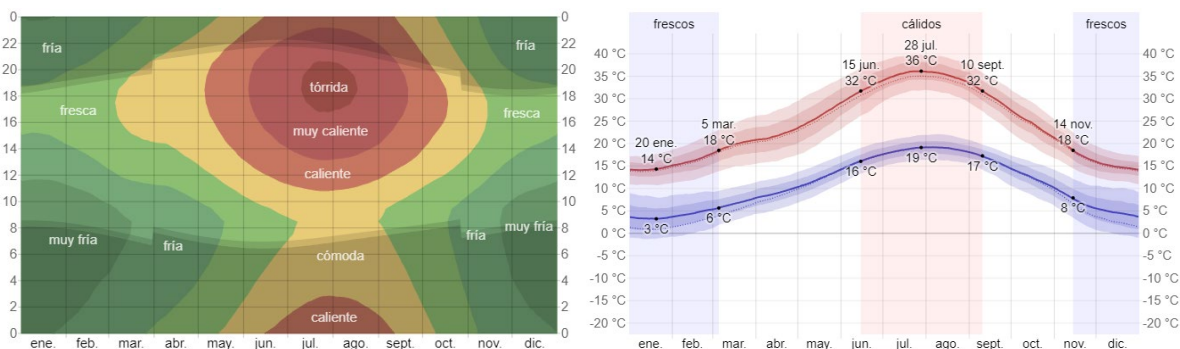 0
22
20
18
16
14
12
10
8
6
4
2
0
0
22
20
18
16
14
12
10
8
6
4
2
0
fría
fría
tórrida
fresca
fresca
muy caliente
caliente
muy fría
fría
fría
muy fría
cómoda
caliente
ene. feb. mar. abr. may. jun. jul. ago. sept. oct. nov. dic.
frescos cálidos frescos
40 °C
35 °C
30 °C
25 °C
20 °C
15 °C
10 °C
5 °C
0 °C
-5 °C
-10 °C
-15 °C
-20 °C
40 °C
35 °C
30 °C
25 °C
20 °C
15 °C
10 °C
5 °C
0 °C
-5 °C
-10 °C
-15 °C
-20 °C
20 ene.
14 °C
5 mar.
18 °C
15 jun.
32 °C
28 jul.
36 °C
10 sept.
32 °C
14 nov.
18 °C
3 °C
6 °C
16 °C
19 °C
17 °C
8 °C
ene. feb. mar. abr. may. jun. jul. ago. sept. oct. nov. dic.